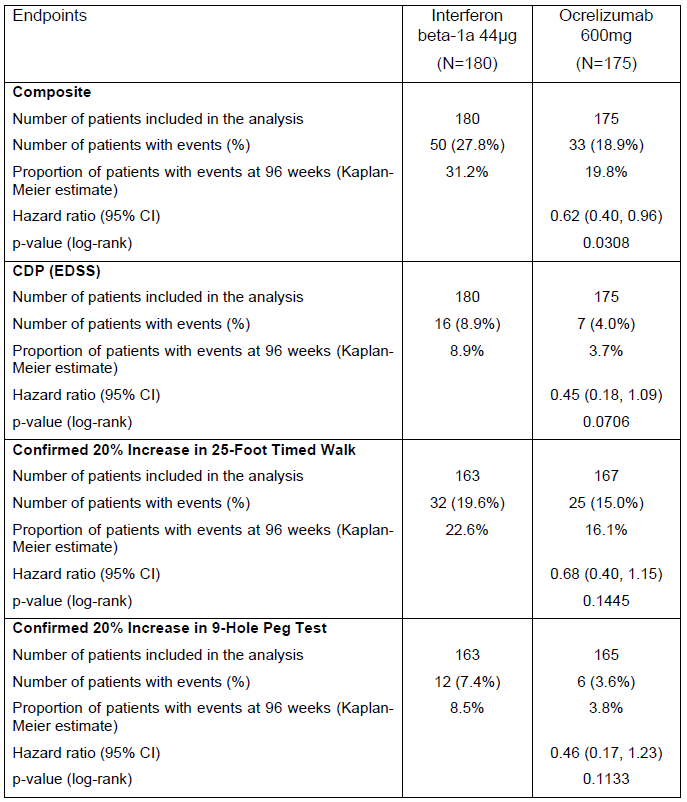 Endpoints
Interferon beta-1a 44µg (N=180)
Ocrelizumab 600mg (N=175)
Composite
Number of patients included in the analysis 180 175
Number of patients with events (%) 50 (27.8%) 33 (18.9%)
Proportion of patients with events at 96 weeks (Kaplan- 31.2% 19.8%
Meier estimate)
Hazard ratio (95% CI) 0.62 (0.40, 0.96)
p-value (log-rank) 0.0308
CDP (EDSS)
Number of patients included in the analysis 180 175
Number of patients with events (%) 16 (8.9%) 7 (4.0%)
Proportion of patients with events at 96 weeks (Kaplan- 8.9% 3.7%
Meier estimate)
Hazard ratio (95% CI) 0.45 (0.18, 1.09)
p-value (log-rank) 0.0706
Confirmed 20% Increase in 25-Foot Timed Walk
Number of patients included in the analysis 163 167
Number of patients with events (%) 32 (19.6%) 25 (15.0%)
Proportion of patients with events at 96 weeks (Kaplan- 22.6% 16.1%
Meier estimate)
Hazard ratio (95% CI) 0.68 (0.40, 1.15)
p-value (log-rank) 0.1445
Confirmed 20% Increase in 9-Hole Peg Test
Number of patients included in the analysis 163 165
Number of patients with events (%) 12 (7.4%) 6 (3.6%)
Proportion of patients with events at 96 weeks (Kaplan- 8.5% 3.8%
Meier estimate)
Hazard ratio (95% CI) 0.46 (0.17, 1.23)
p-value (log-rank) 0.1133